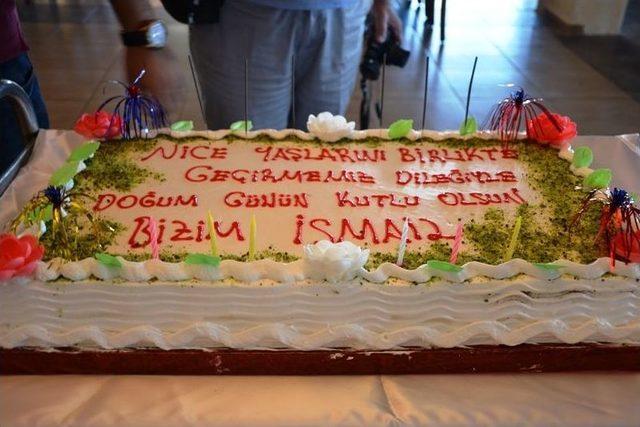 NİCE YAŞLARINI BİRLİKTE
GEÇİRMEMİZ DİLEĞİYLE
DOĞUM GÜNÜN KUTLU OLSUN
BİZİM İSMAİL